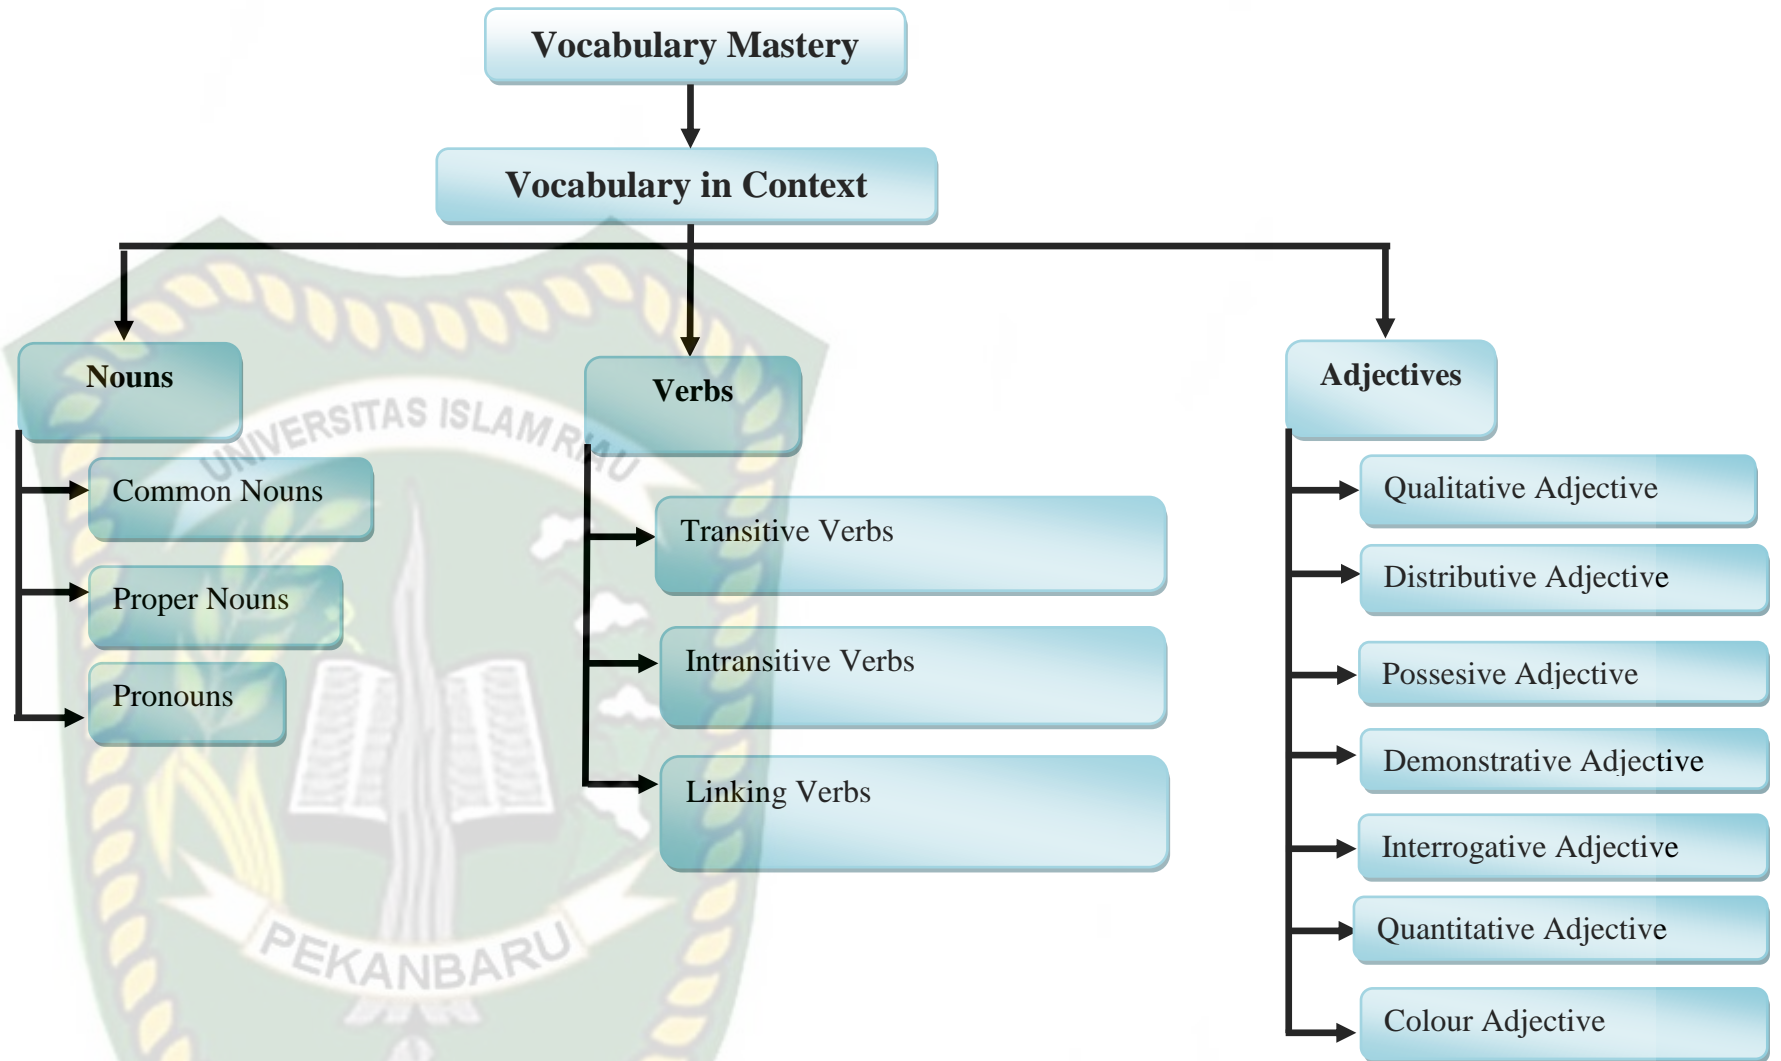 Vocabulary Mastery
Vocabulary in Context
Nouns
Common Nouns
Proper Nouns
Pronouns
Verbs
Transitive Verbs
Intransitive Verbs
Linking Verbs
Adjectives
Qualitative Adjective
Distributive Adjective
Possesive Adjective
Demonstrative Adjective
Interrogative Adjective
Quantitative Adjective
Colour Adjective
UNIVERSITAS ISLAM RIAU
PEKANBARU